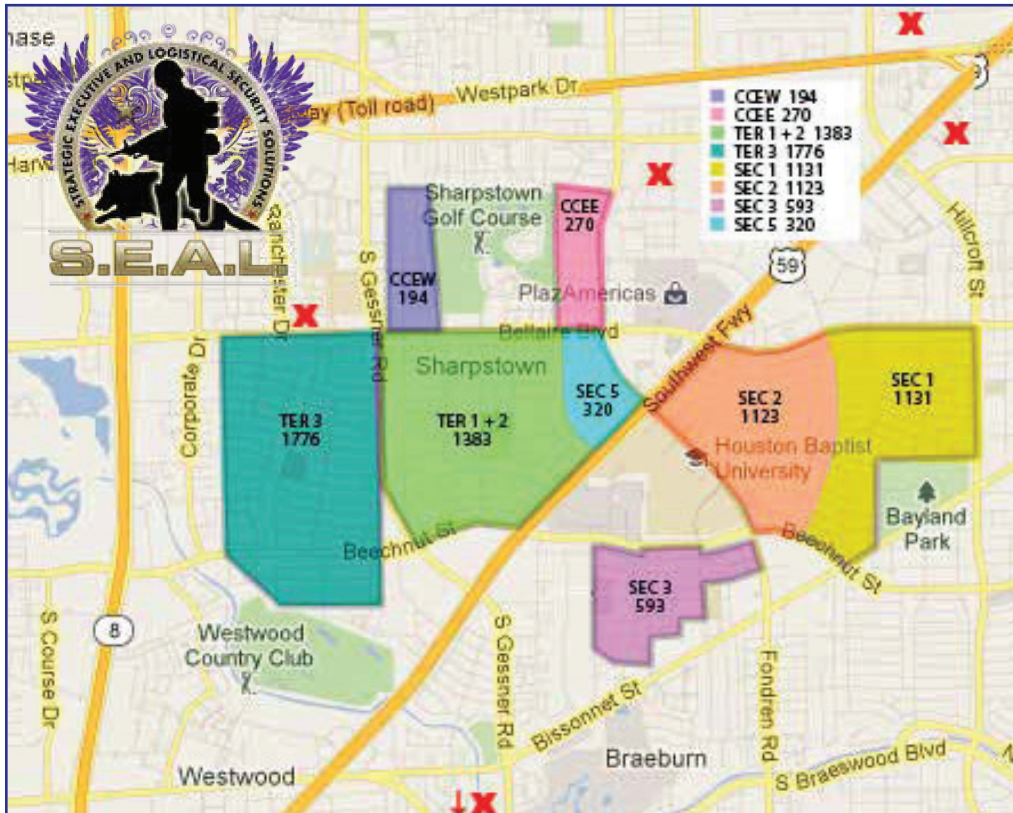 STRATEGIC EXECUTIVE AND LOGISTICAL SECURITY SOLUTIONS
S.E.A.L.
(Toll road)
Westpark Dr
CCEW 194
CCEE 270
TER 1 + 2 1383
TER 3 1776
SEC 1 1131
SEC 2 1123
SEC 3 593
SEC 5 320
Sharpstown
Golf Course
CCEE
270
CCEW
194
S Gessner Rd
Hillcroft St
59
PlazAmericas
Bellaire Blvd
Southwest Fwy
Corporate Dr
Sharpstown
TER 3
1776
TER 1 + 2
1383
SEC 5
320
SEC 2
1123
SEC 1
1131
Houston Baptist
University
Bayland
Park
Beechnut St
Beechnut St
SEC 3
593
8
S Course Dr
Westwood
Country Club
S Gessner Rd
Bissonnet St
Fondren Rd
Braeburn
S Braeswood Blvd
Westwood